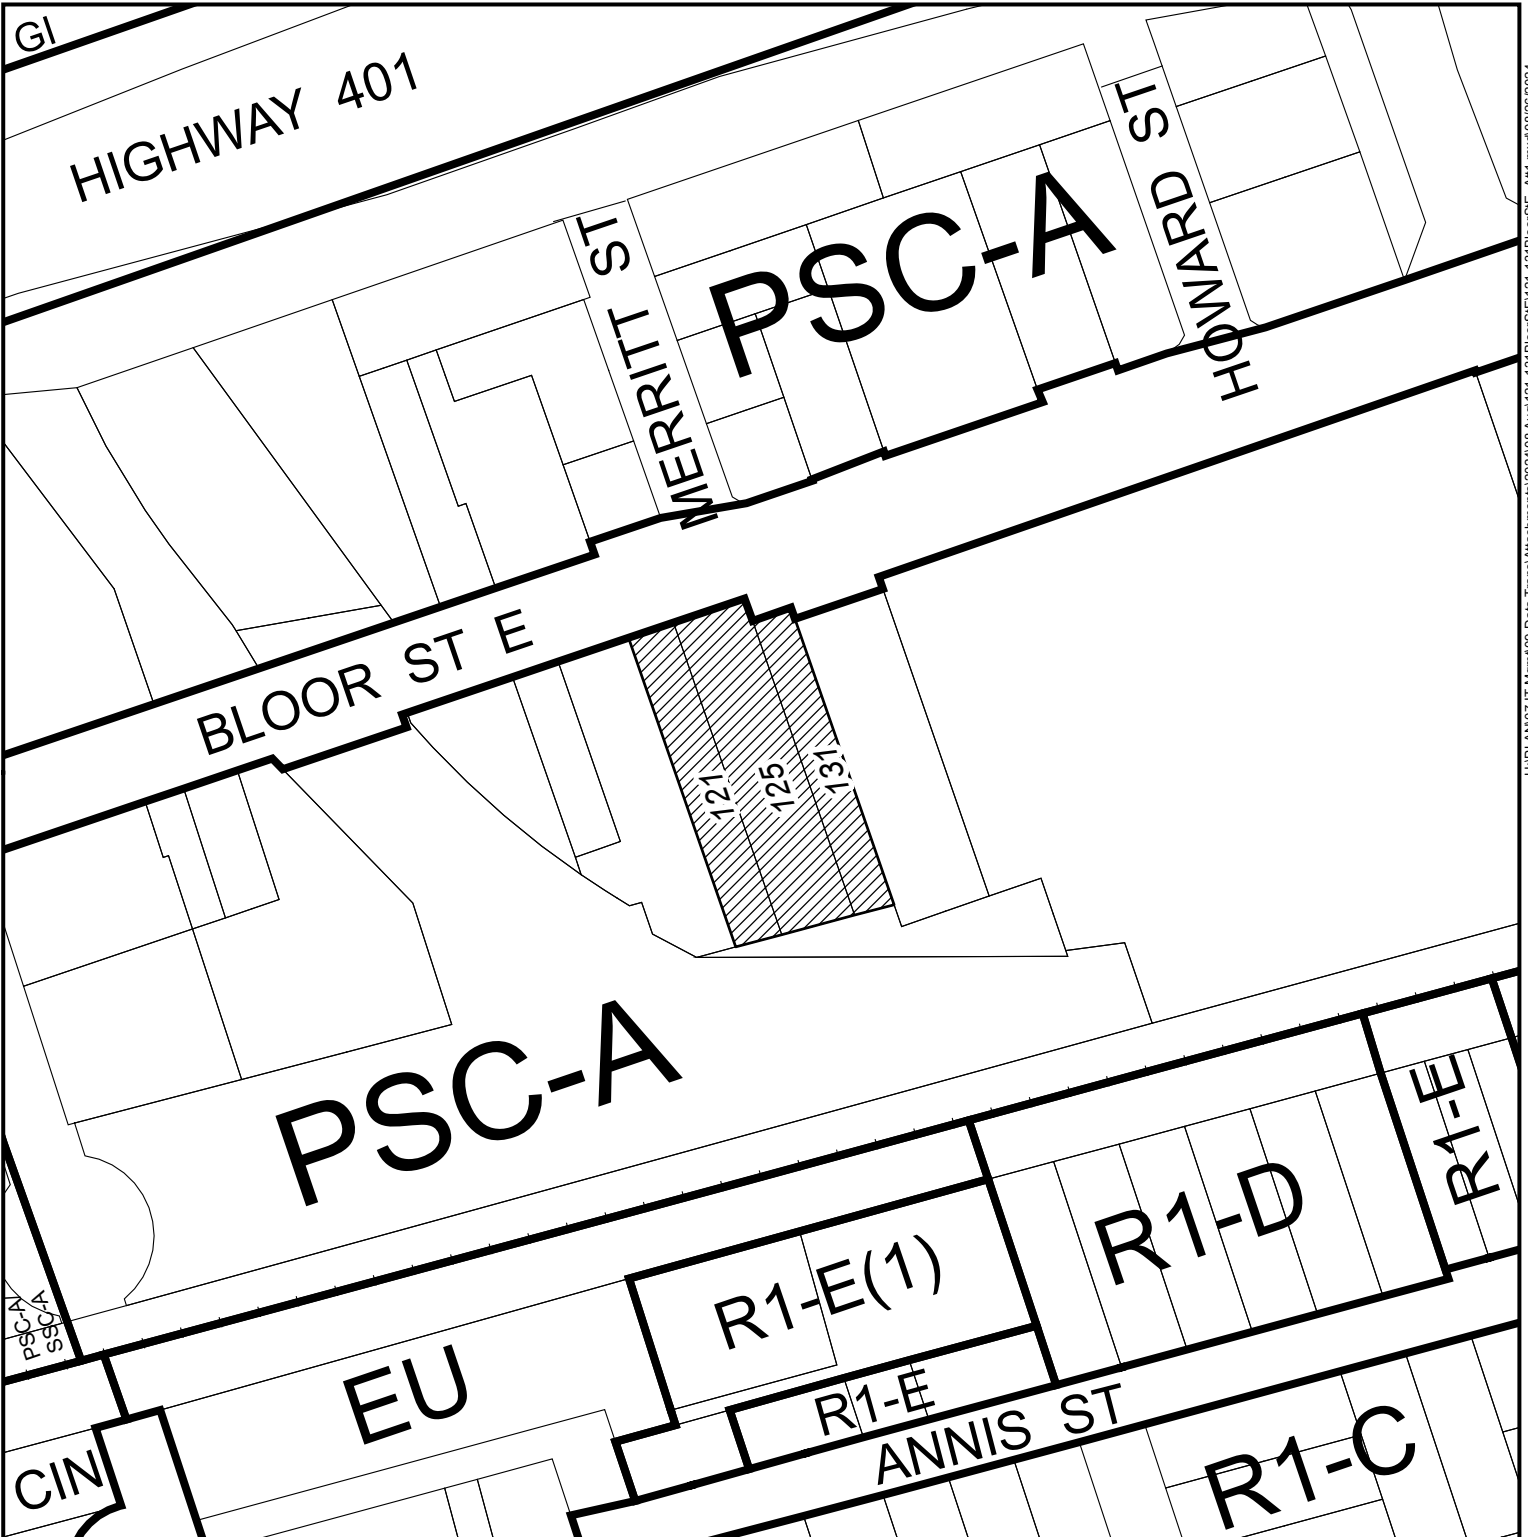 GI
HIGHWAY 401
MERRITT ST
PSC-A
HOWARD ST
BLOOR ST E
121
125
131
PSC-A
R1-E
R1-D
R1-E(1)
PSC-A
SSC-A
EU
R1-E
ANNIS ST
CIN
R1-C